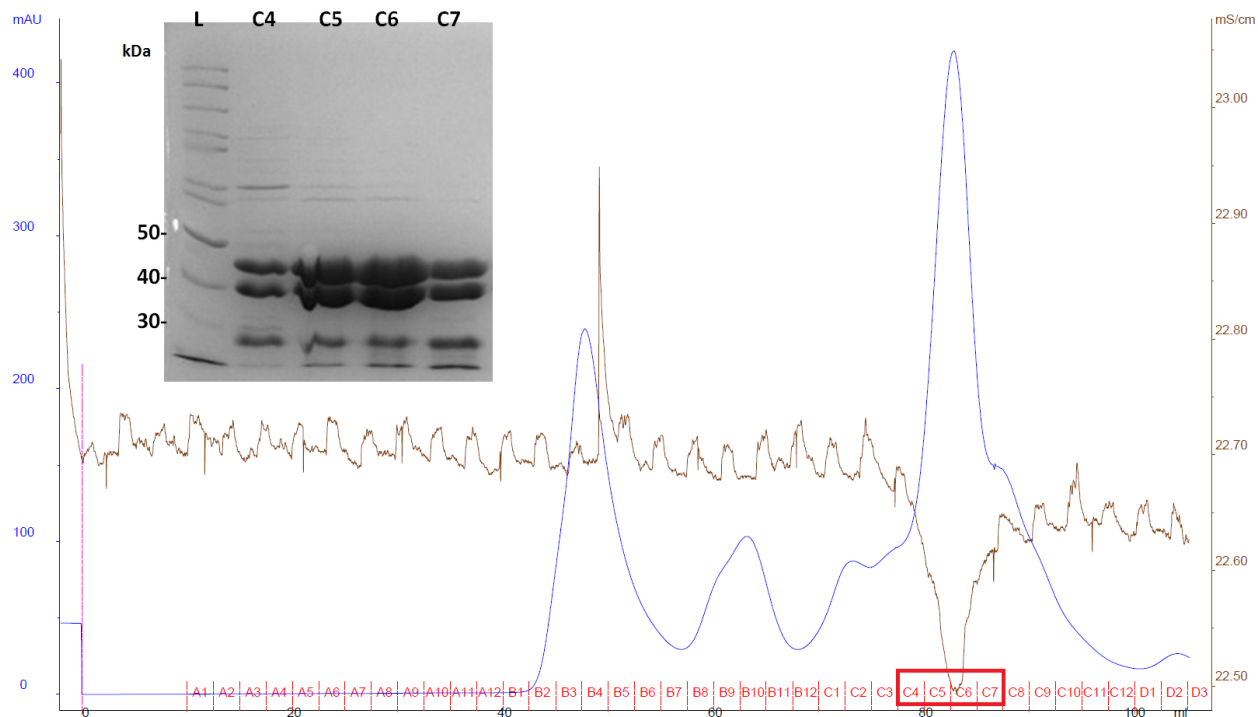 mAU
mS/cm
L C4 C5 C6 C7
kDa
400
23.00
50-
300
22.90
40-
30-
22.80
200
22.70
100
22.60
0
22.50
A1 A2 A3 A4 A5 A6 A7 A8 A9 A10 A11 A12 B1 B2 B3 B4 B5 B6 B7 B8 B9 B10 B11 B12 C1 C2 C3 C4 C5 C6 C7 C8 C9 C10 C11 C12 D1 D2 D3
0 20 40 60 80 100 ml